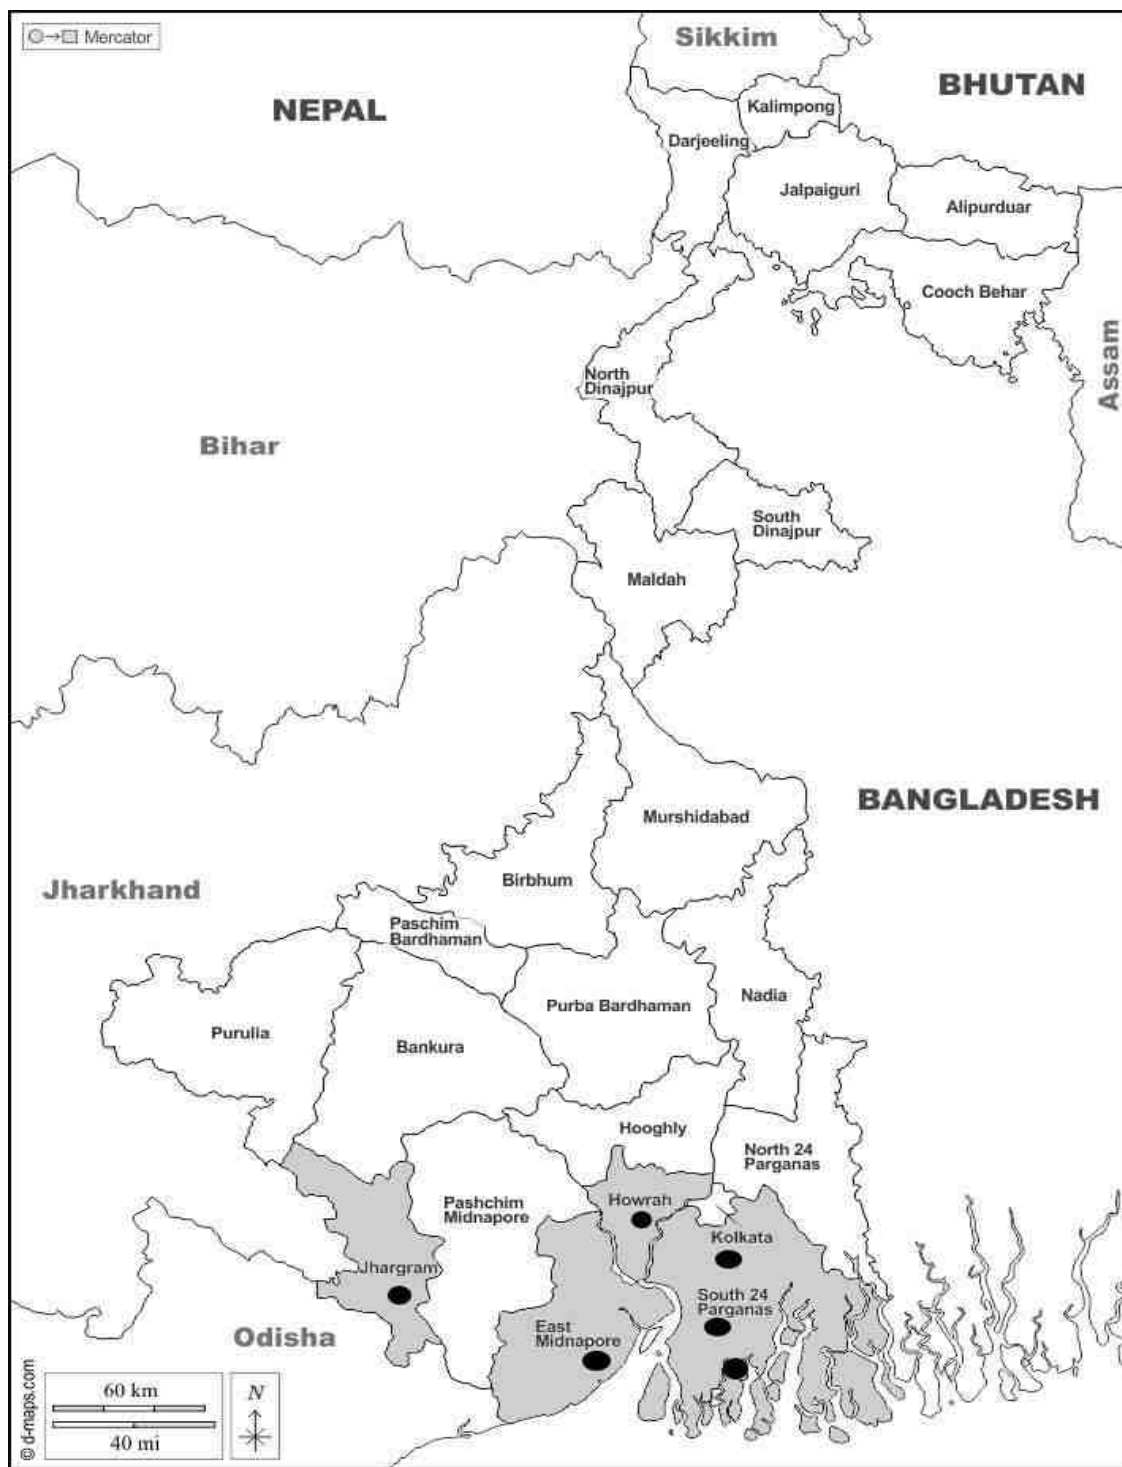 Mercator
Sikkim
NEPAL
BHUTAN
Kalimpong
Darjeeling
Jalpaiguri
Alipurduar
Cooch Behar
Assam
North
Dinajpur
Bihar
South
Dinajpur
Maldah
BANGLADESH
Murshidabad
Birbhum
Jharkhand
Paschim
Bardhaman
Nadia
Purba Bardhaman
Purulia
Bankura
Hooghly
North 24
Parganas
Pashchim
Midnapore
Howrah
Kolkata
Jhargram
South 24
Parganas
East
Midnapore
Odisha
60 km
40 mi
N
© d-maps.com